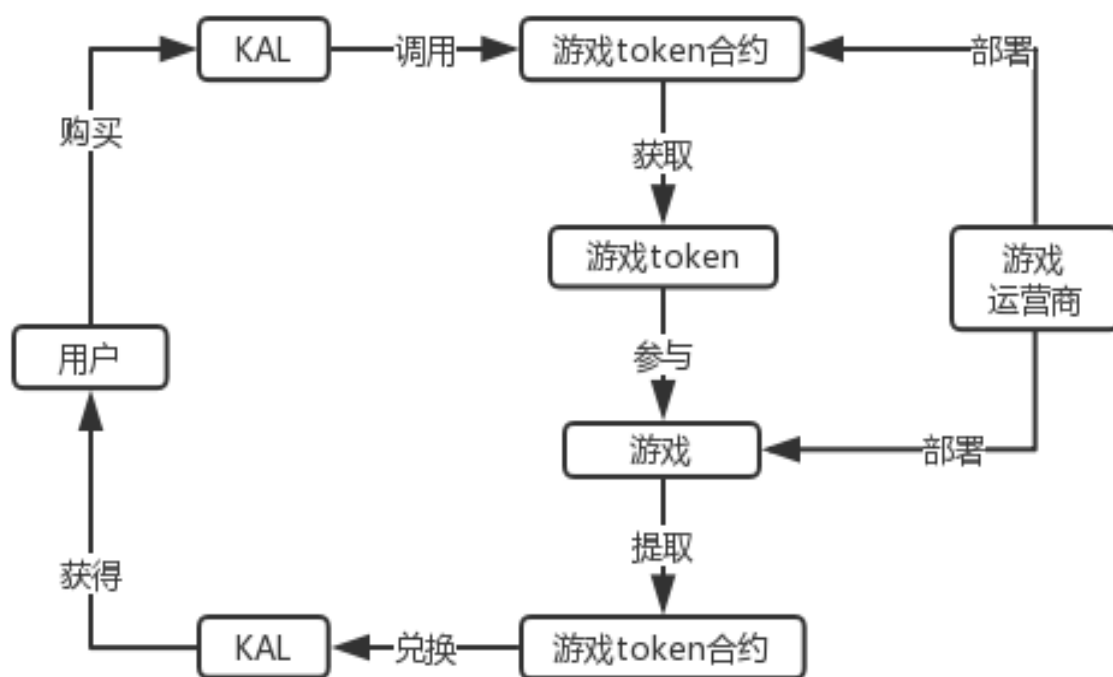 KAL
调用
游戏token合约
部署
购买
获取
游戏token
游戏
运营商
用户
参与
游戏
部署
提取
获得
KAL
兑换
游戏token合约